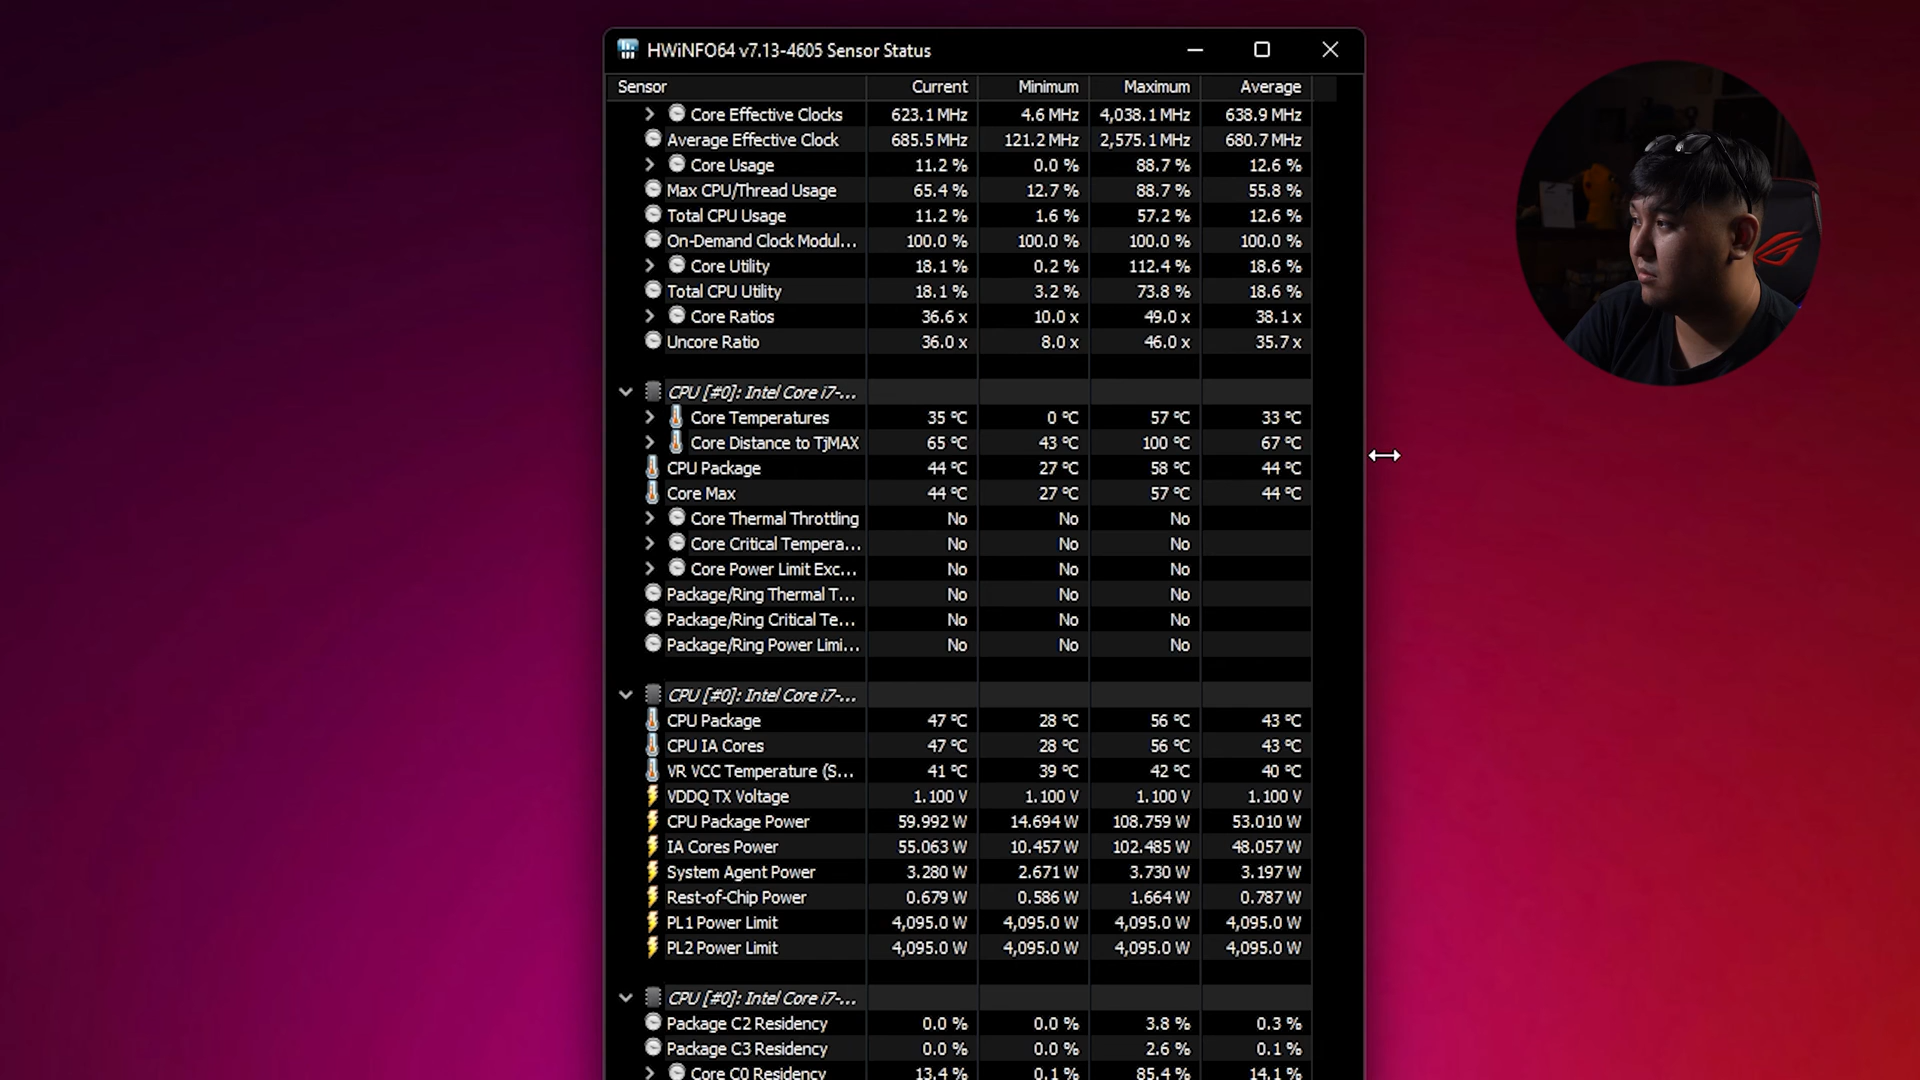 HWiNFO64 v7.13-4605 Sensor Status
Sensor Current Minimum Maximum Average
Core Effective Clocks 623.1 MHz 4.6 MHz 4,038.1 MHz 638.9 MHz
Average Effective Clock 685.5 MHz 121.2 MHz 2,575.1 MHz 680.7 MHz
Core Usage 11.2 % 0.0 % 88.7 % 12.6 %
Max CPU/Thread Usage 65.4 % 12.7 % 88.7 % 55.8 %
Total CPU Usage 11.2 % 1.6 % 57.2 % 12.6 %
On-Demand Clock Modul... 100.0 % 100.0 % 100.0 % 100.0 %
Core Utility 18.1 % 0.2 % 112.4 % 18.6 %
Total CPU Utility 18.1 % 3.2 % 73.8 % 18.6 %
Core Ratios 36.6 x 10.0 x 49.0 x 38.1 x
Uncore Ratio 36.0 x 8.0 x 46.0 x 35.7 x
CPU [#0]: Intel Core i7-...
Core Temperatures 35 °C 0 °C 57 °C 33 °C
Core Distance to TjMAX 65 °C 43 °C 100 °C 67 °C
CPU Package 44 °C 27 °C 58 °C 44 °C
Core Max 44 °C 27 °C 57 °C 44 °C
Core Thermal Throttling No No No
Core Critical Tempera... No No No
Core Power Limit Exc... No No No
Package/Ring Thermal T... No No No
Package/Ring Critical Te... No No No
Package/Ring Power Limi... No No No
CPU [#0]: Intel Core i7-...
CPU Package 47 °C 28 °C 56 °C 43 °C
CPU IA Cores 47 °C 28 °C 56 °C 43 °C
VR VCC Temperature (S... 41 °C 39 °C 42 °C 40 °C
VDDQ TX Voltage 1.100 V 1.100 V 1.100 V 1.100 V
CPU Package Power 59.992 W 14.694 W 108.759 W 53.010 W
IA Cores Power 55.063 W 10.457 W 102.485 W 48.057 W
System Agent Power 3.280 W 2.671 W 3.730 W 3.197 W
Rest-of-Chip Power 0.679 W 0.586 W 1.664 W 0.787 W
PL1 Power Limit 4,095.0 W 4,095.0 W 4,095.0 W 4,095.0 W
PL2 Power Limit 4,095.0 W 4,095.0 W 4,095.0 W 4,095.0 W
CPU [#0]: Intel Core i7-...
Package C2 Residency 0.0 % 0.0 % 3.8 % 0.3 %
Package C3 Residency 0.0 % 0.0 % 2.6 % 0.1 %
Core C0 Residency 13.4 % 0.1 % 85.4 % 14.1 %